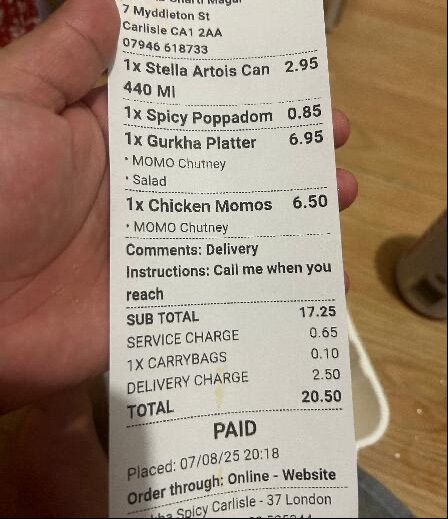 7 Myddleton St
Carlisle CA1 2AA
07946 618733
1x Stella Artois Can 2.95
440 Ml
1x Spicy Poppadom 0.85
1x Gurkha Platter 6.95
* MOMO Chutney
* Salad
1x Chicken Momos 6.50
* MOMO Chutney
Comments: Delivery
Instructions: Call me when you
reach
SUB TOTAL 17.25
SERVICE CHARGE 0.65
1X CARRYBAGS 0.10
DELIVERY CHARGE 2.50
TOTAL 20.50
PAID
Placed: 07/08/25 20:18
Order through: Online - Website
Spicy Carlisle - 37 London